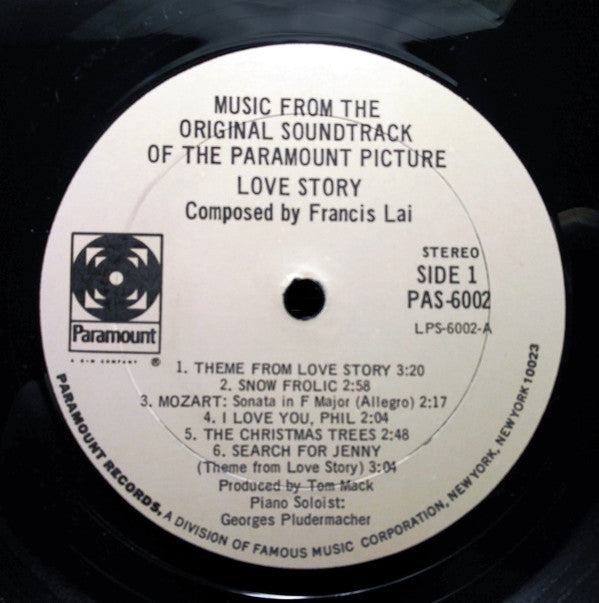 MUSIC FROM THE
ORIGINAL SOUNDTRACK
OF THE PARAMOUNT PICTURE
LOVE STORY
Composed by Francis Lai
STEREO
SIDE 1
PAS-6002
LPS-6002-A
Paramount
A G+W COMPANY ®
1. THEME FROM LOVE STORY 3:20
2. SNOW FROLIC 2:58
3. MOZART: Sonata in F Major (Allegro) 2:17
4. I LOVE YOU, PHIL 2:04
5. THE CHRISTMAS TREES 2:48
6. SEARCH FOR JENNY
(Theme from Love Story) 3:04
Produced by Tom Mack
Piano Soloist:
Georges Pludermacher
PARAMOUNT RECORDS, A DIVISION OF FAMOUS MUSIC CORPORATION, NEW YORK, NEW YORK 10023